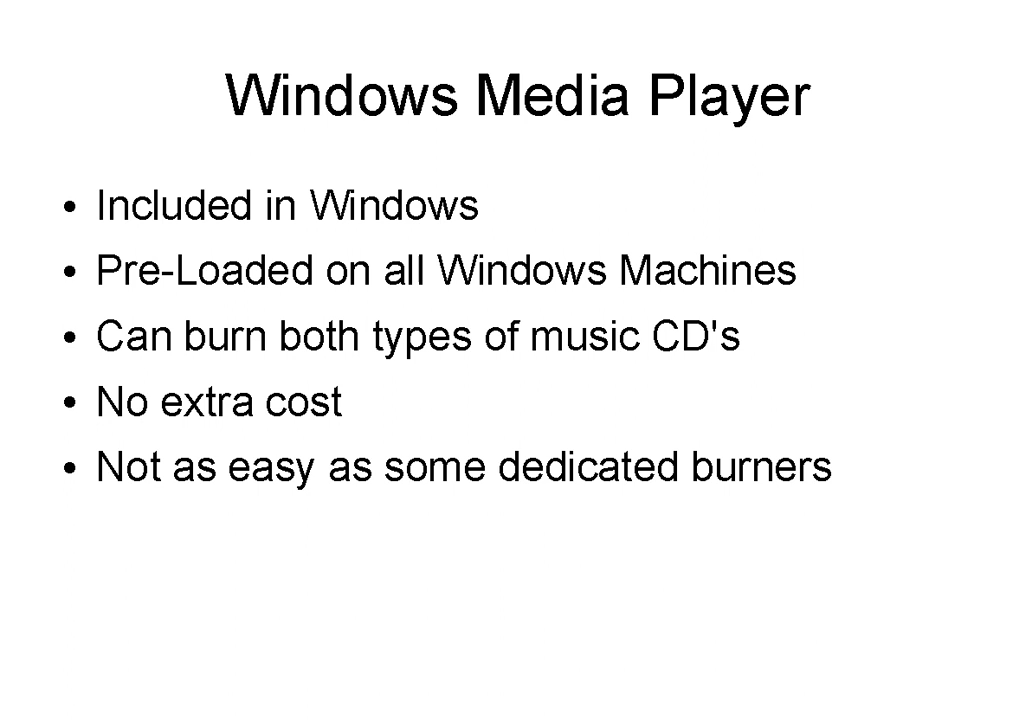 Windows Media Player
• Included in Windows
• Pre-Loaded on all Windows Machines
• Can burn both types of music CD's
• No extra cost
• Not as easy as some dedicated burners